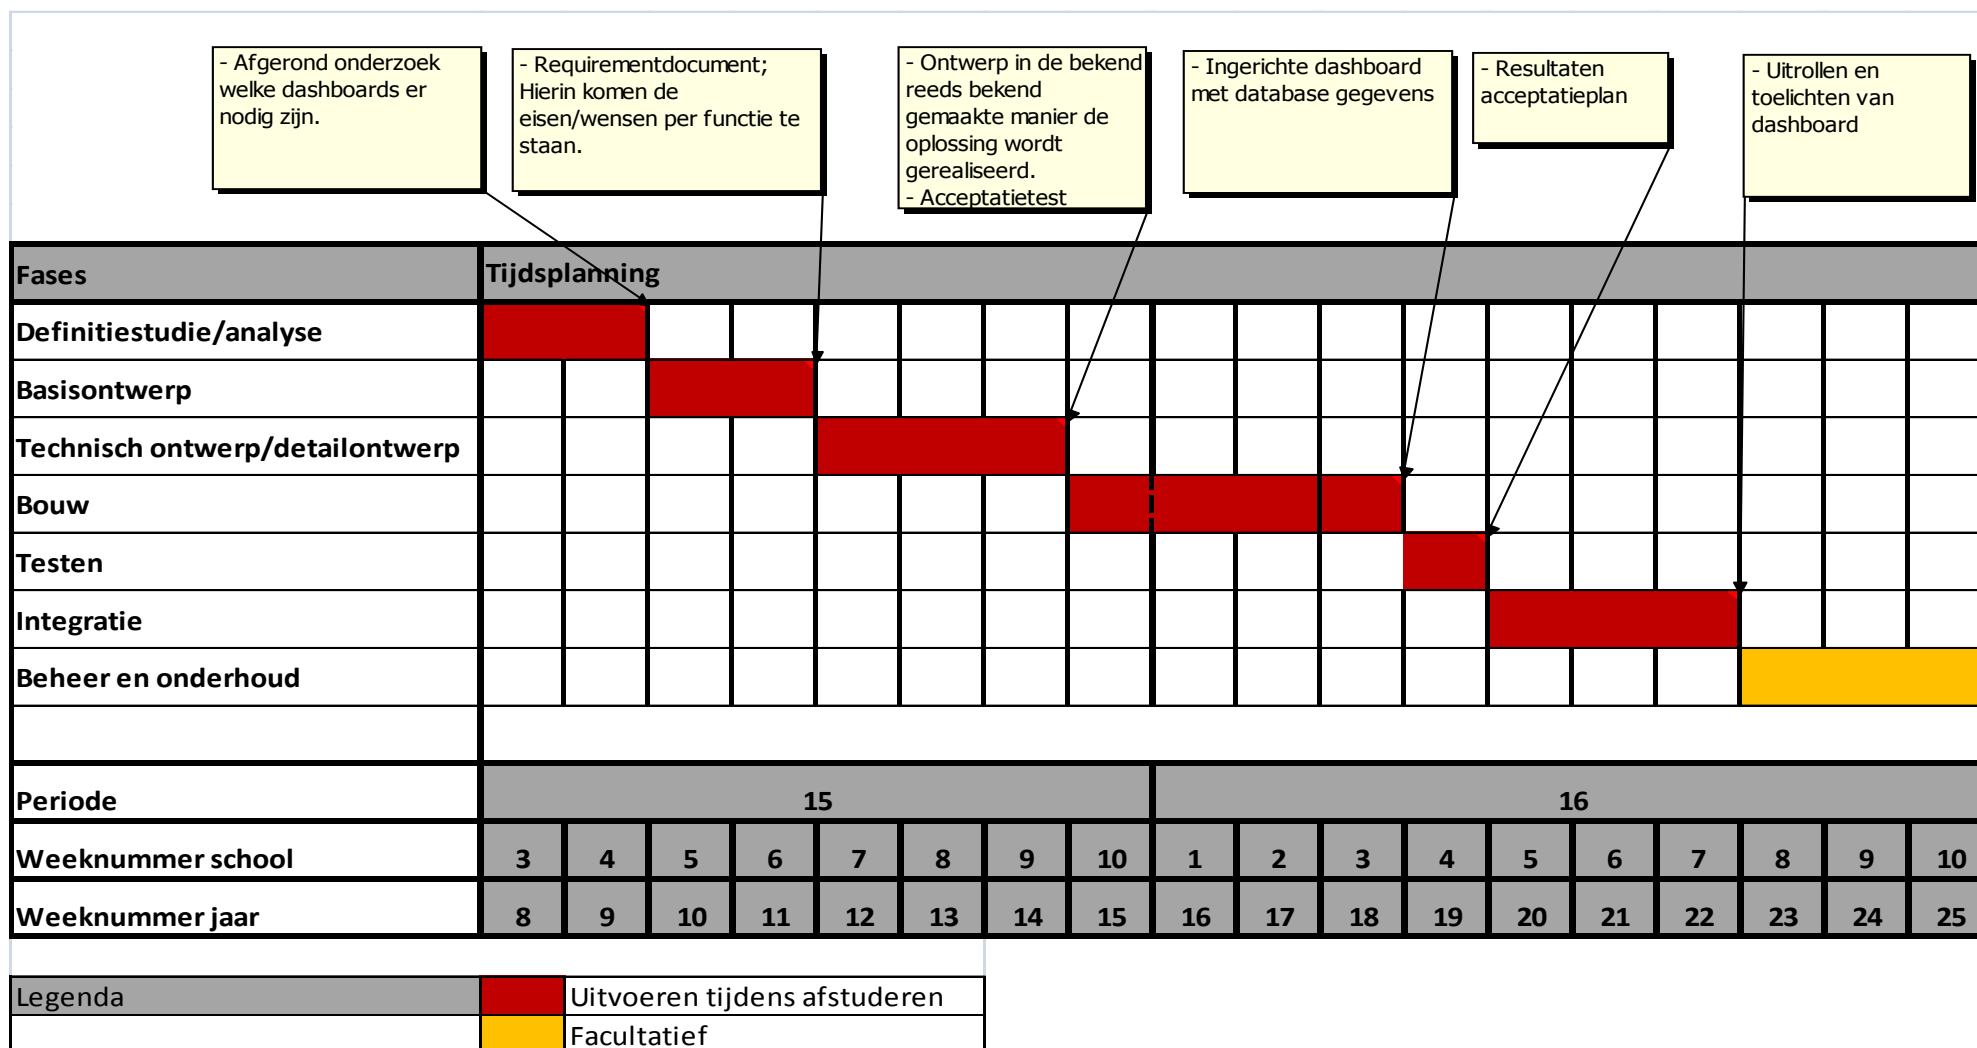 - Afgerond onderzoek
welke dashboards er
nodig zijn.
- Requirementdocument;
Hierin komen de
eisen/wensen per functie te
staan.
- Ontwerp in de bekend
reeds bekend
gemaakte manier de
oplossing wordt
gerealiseerd.
- Acceptatietest
- Ingerichte dashboard
met database gegevens
- Resultaten
acceptatieplan
- Uitrollen en
toelichten van
dashboard
Fases Tijdsplanning
Definitiestudie/analyse
Basisontwerp
Technisch ontwerp/detailontwerp
Bouw
Testen
Integratie
Beheer en onderhoud
Periode 15 16
Weeknummer school 3 4 5 6 7 8 9 10 1 2 3 4 5 6 7 8 9 10
Weeknummer jaar 8 9 10 11 12 13 14 15 16 17 18 19 20 21 22 23 24 25
Legenda Uitvoeren tijdens afstuderen
Facultatief